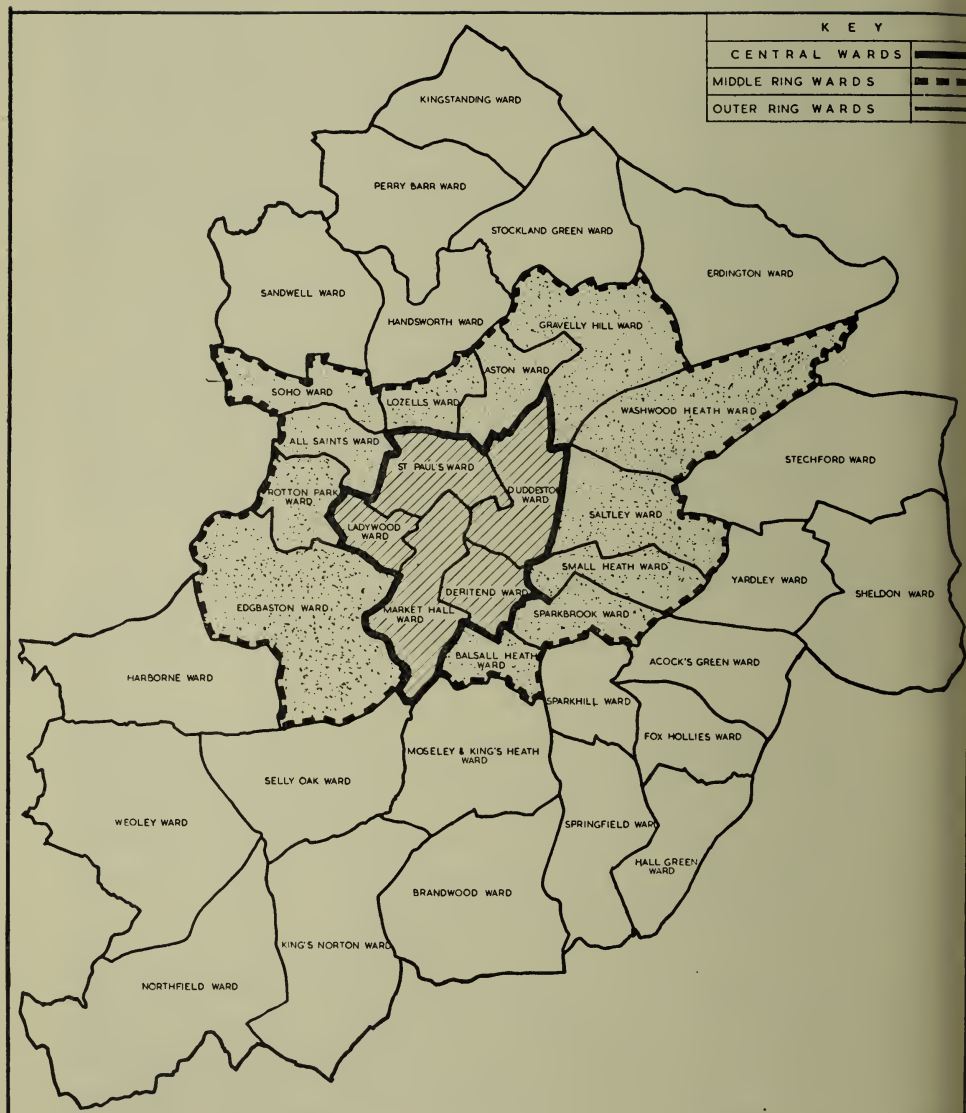 KEY
CENTRAL WARDS
MIDDLE RING WARDS
OUTER RING WARDS
KINGSTANDING WARD
PERRY BARR WARD
STOCKLAND GREEN WARD
ERDINGTON WARD
SANDWELL WARD
HANDSWORTH WARD
GRAVELLY HILL WARD
ASTON WARD
SOHO WARD
LOZELLS WARD
WASHWOOD HEATH WARD
ALL SAINTS WARD
STECHFORD WARD
ST PAUL'S WARD
DUDDESTON
WARD
ROTTON PARK
WARD
SALTLEY WARD
LADYWOOD
WARD
SMALL HEATH WARD
YARDLEY WARD
SHELDON WARD
DERITEND WARD
EDGBASTON WARD
MARKET HALL
WARD
SPARKBROOK WARD
BALSALL HEATH
WARD
ACOCK'S GREEN WARD
HARBORNE WARD
SPARKHILL WARD
FOX HOLLIES WARD
MOSELEY & KING'S HEATH
WARD
SELLY OAK WARD
WEOLEY WARD
SPRINGFIELD WARD
HALL GREEN
WARD
BRANDWOOD WARD
KING'S NORTON WARD
NORTHFIELD WARD